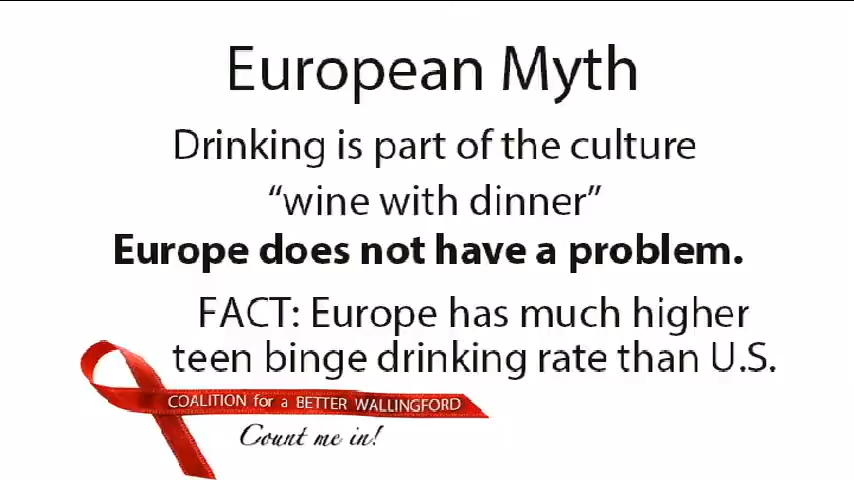 European Myth
Drinking is part of the culture
“wine with dinner”
Europe does not have a problem.
FACT: Europe has much higher
teen binge drinking rate than U.S.
COALITION for a BETTER WALLINGFORD
Count me in!